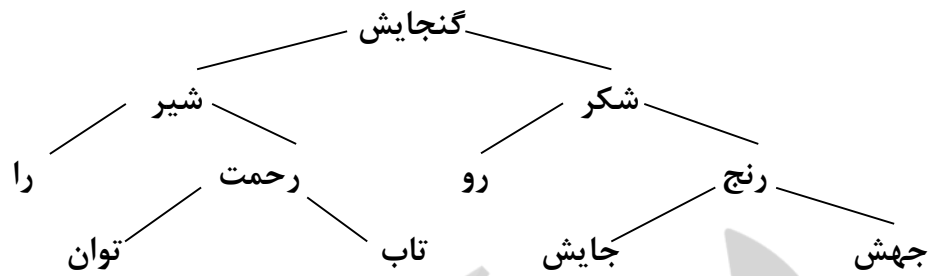 گنجایش
شکر شیر
رنج رو رحمت را
جهش جایش تاب توان